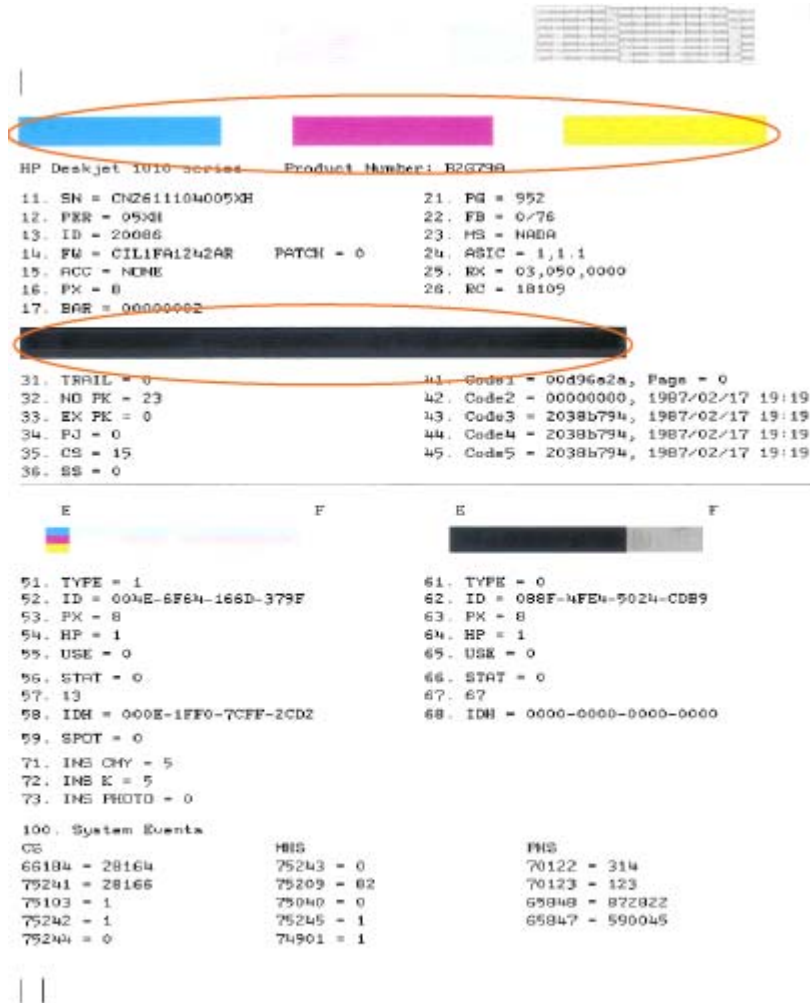 HP Deskjet 1010 series Product Number: B2G79A
11. SN = CN2611104005XH 21. PG = 952
12. PER = 05XH 22. FB = 0/76
13. ID = 20086 23. MS = NADA
14. FW = CIL1FA1242AR PATCH = 0 24. ASIC = 1,1.1
15. ACC = NONE 25. RX = 03,050,0000
16. PX = 8 26. RC = 18109
17. BAR = 00000002
31. TRAIL = 0 41. Code1 = 00d96a2a, Page = 0
32. NO PK = 23 42. Code2 = 00000000, 1987/02/17 19:19
33. EX PK = 0 43. Code3 = 2038b794, 1987/02/17 19:19
34. PJ = 0 44. Code4 = 2038b794, 1987/02/17 19:19
35. CS = 15 45. Code5 = 2038b794, 1987/02/17 19:19
36. SS = 0
E F E F
51. TYPE = 1 61. TYPE = 0
52. ID = 004E-6F64-166D-379F 62. ID = 088F-4FE4-5024-CDB9
53. PX = 8 63. PX = 8
54. HP = 1 64. HP = 1
55. USE = 0 65. USE = 0
56. STAT = 0 66. STAT = 0
57. 13 67. 67
58. IDH = 000E-1FF0-7CFF-2CD2 68. IDH = 0000-0000-0000-0000
59. SPOT = 0
71. INS CMY = 5
72. INS K = 5
73. INS PHOTO = 0
100. System Events
CS MHS PHS
66184 = 28164 75243 = 0 70122 = 314
75241 = 28166 75209 = 82 70123 = 123
75103 = 1 75040 = 0 65848 = 872822
75242 = 1 75245 = 1 65847 = 590045
75244 = 0 74901 = 1